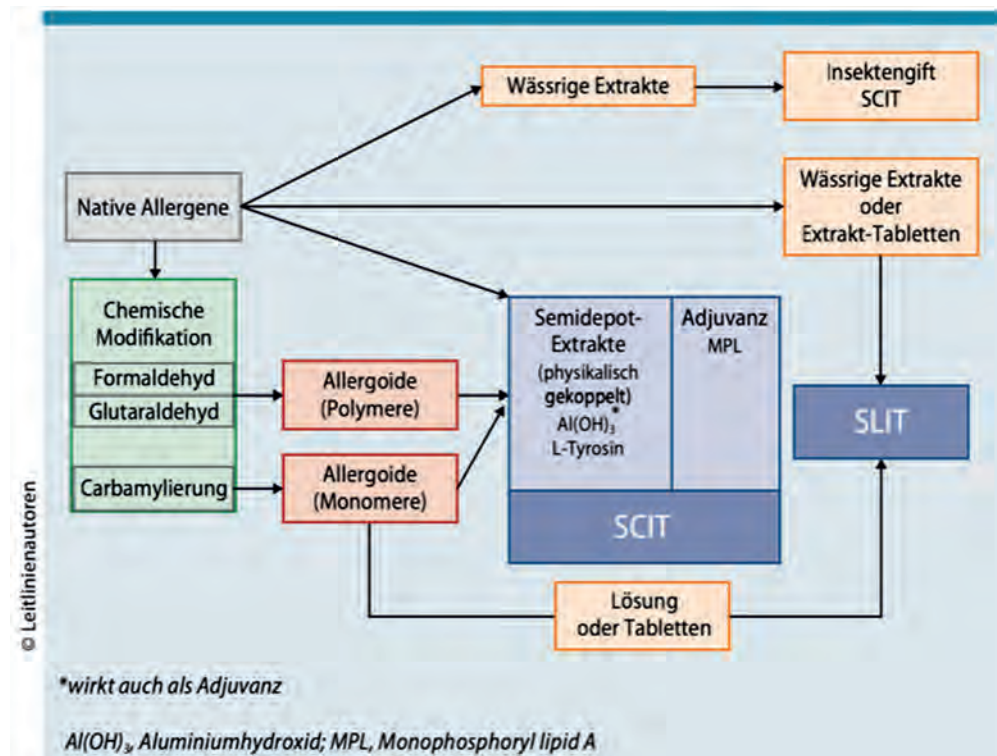 Wässrige Extrakte
Insektengift
SCIT
Native Allergene
Wässrige Extrakte
oder
Extrakt-Tabletten
Chemische
Modifikation
Formaldehyd
Glutaraldehyd
Carbamylierung
Allergoide
(Polymere)
Allergoide
(Monomere)
Semidepot-
Extrakte
(physikalisch
gekoppelt)
Al(OH)₃*
L-Tyrosin
Adjuvanz
MPL
SCIT
SLIT
Lösung
oder Tabletten
© Leitlinienautoren
*wirkt auch als Adjuvanz
Al(OH)₃, Aluminiumhydroxid; MPL, Monophosphoryl lipid A